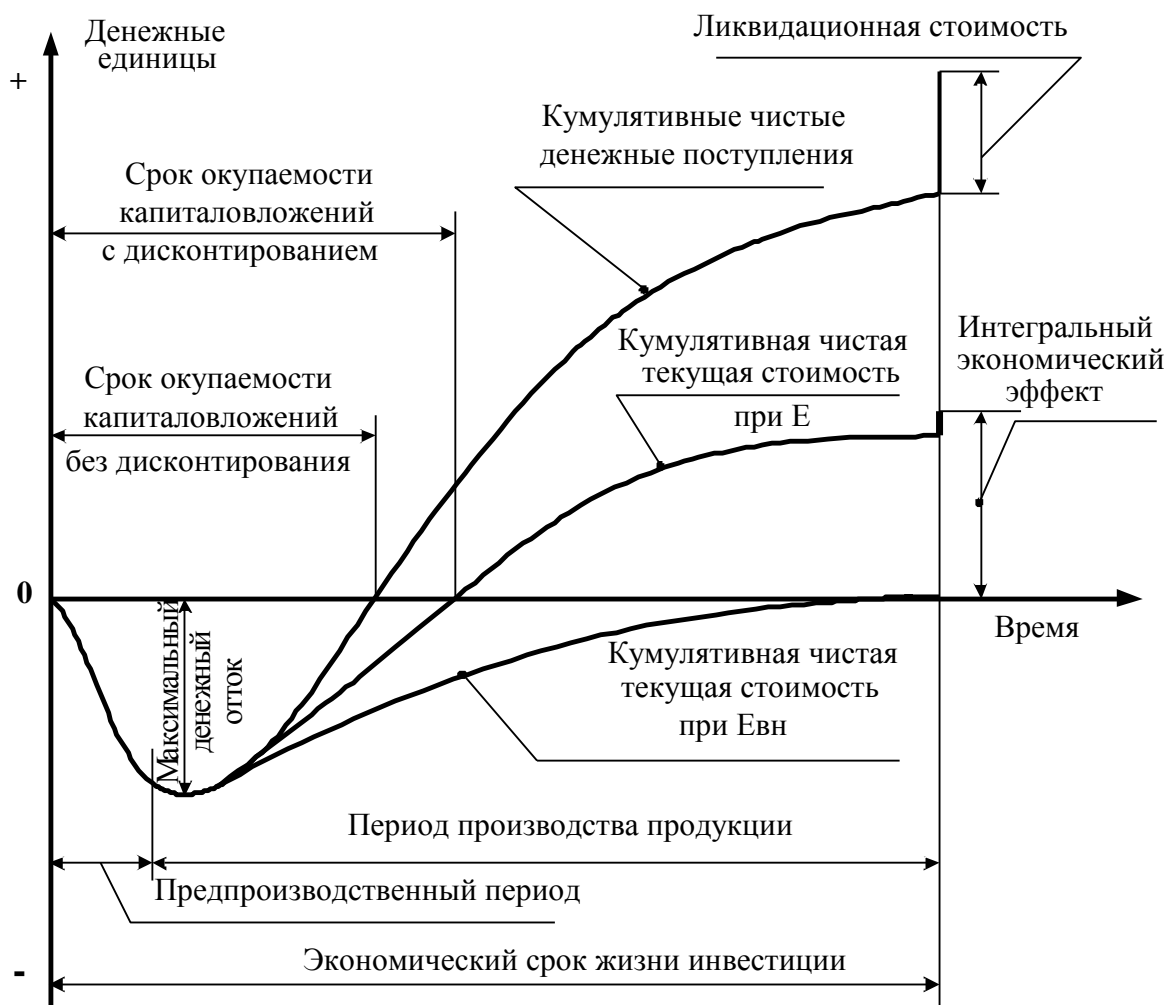 Денежные
единицы
Ликвидационная стоимость
+
Кумулятивные чистые
денежные поступления
Срок окупаемости
капиталовложений
с дисконтированием
Интегральный
экономический
эффект
Кумулятивная чистая
текущая стоимость
при E
Срок окупаемости
капиталовложений
без дисконтирования
0
Время
Максимальный
денежный
отток
Кумулятивная чистая
текущая стоимость
при Евн
Период производства продукции
Предпроизводственный период
Экономический срок жизни инвестиции
-